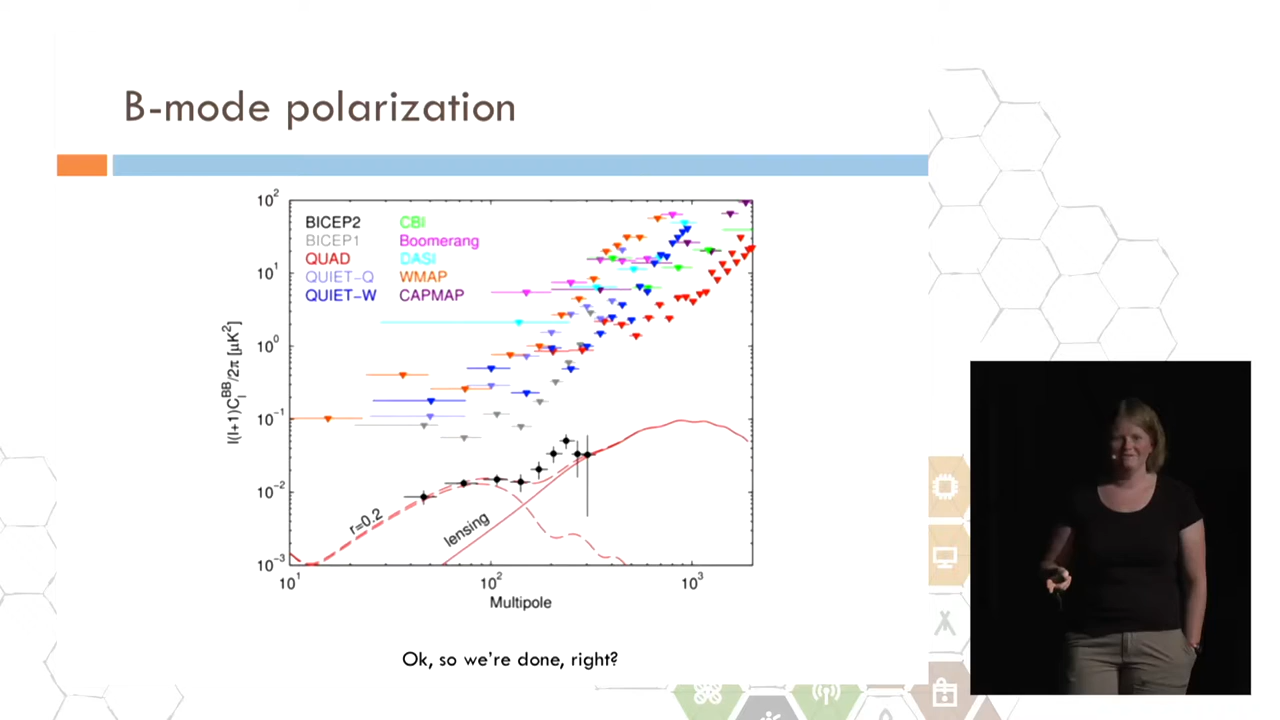 B-mode polarization
l(l+1)C_l^BB/2π [μK²]
10²
10¹
10⁰
10⁻¹
10⁻²
10⁻³
BICEP2 CBI
BICEP1 Boomerang
QUAD DASI
QUIET−Q WMAP
QUIET−W CAPMAP
r=0.2
lensing
10¹ 10² 10³
Multipole
Ok, so we're done, right?